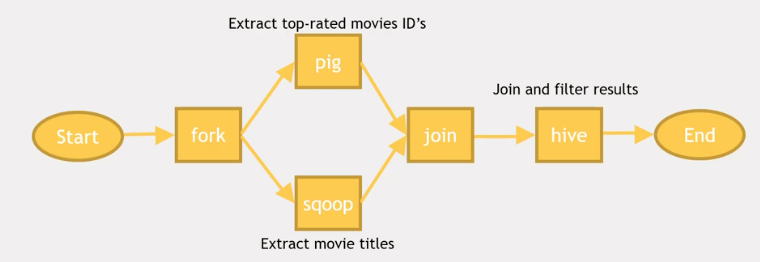 Extract top-rated movies ID's
pig
Join and filter results
Start
fork
join
hive
End
sqoop
Extract movie titles